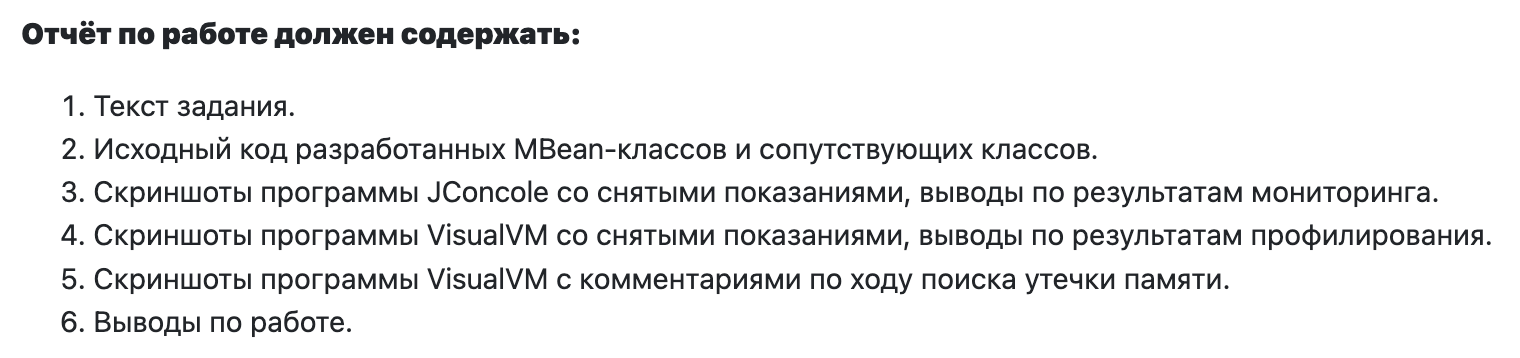 Отчёт по работе должен содержать:
1. Текст задания.
2. Исходный код разработанных MBean-классов и сопутствующих классов.
3. Скриншоты программы JConcole со снятыми показаниями, выводы по результатам мониторинга.
4. Скриншоты программы VisualVM со снятыми показаниями, выводы по результатам профилирования.
5. Скриншоты программы VisualVM с комментариями по ходу поиска утечки памяти.
6. Выводы по работе.